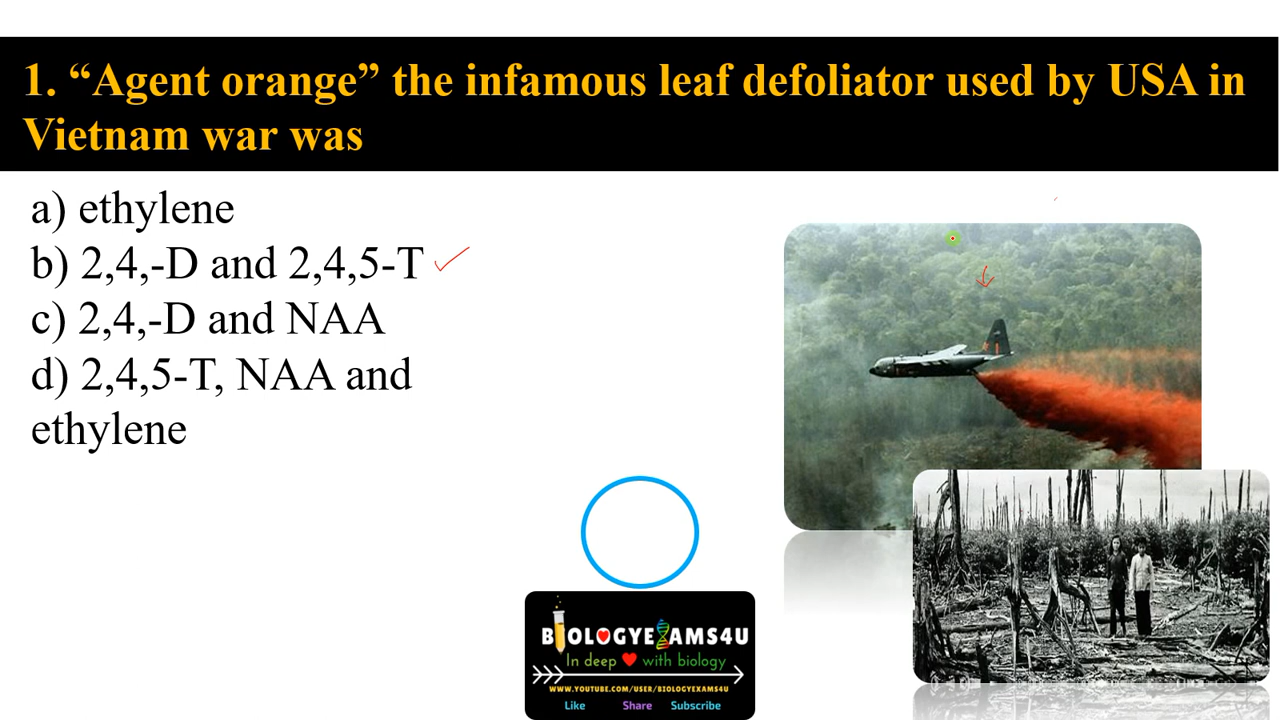 1. “Agent orange” the infamous leaf defoliator used by USA in
Vietnam war was
a) ethylene
b) 2,4,-D and 2,4,5-T
c) 2,4,-D and NAA
d) 2,4,5-T, NAA and
ethylene
BIOLOGYEXAMS4U
In deep ❤ with biology
WWW.YOUTUBE.COM/USER/BIOLOGYEXAMS4U
Like Share Subscribe